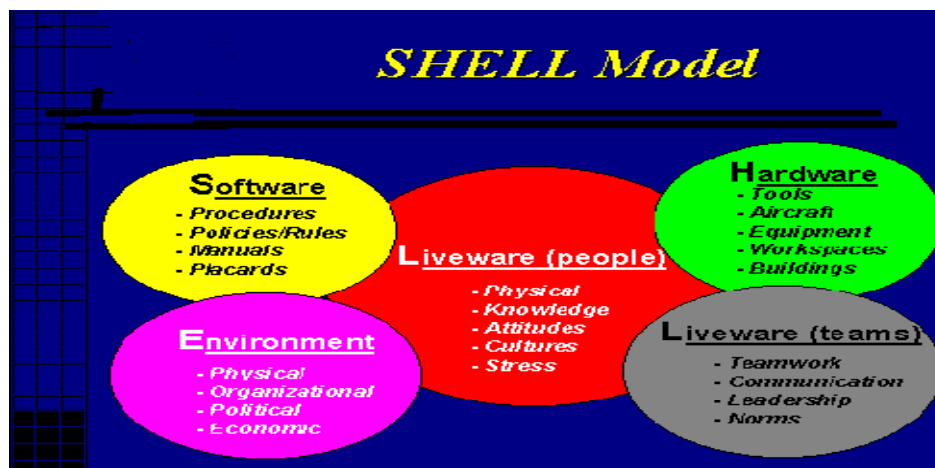 SHELL Model
Software
- Procedures
- Policies/Rules
- Manuals
- Placards
Hardware
- Tools
- Aircraft
- Equipment
- Workspaces
- Buildings
Liveware (people)
- Physical
- Knowledge
- Attitudes
- Cultures
- Stress
Environment
- Physical
- Organizational
- Political
- Economic
Liveware (teams)
- Teamwork
- Communication
- Leadership
- Norms